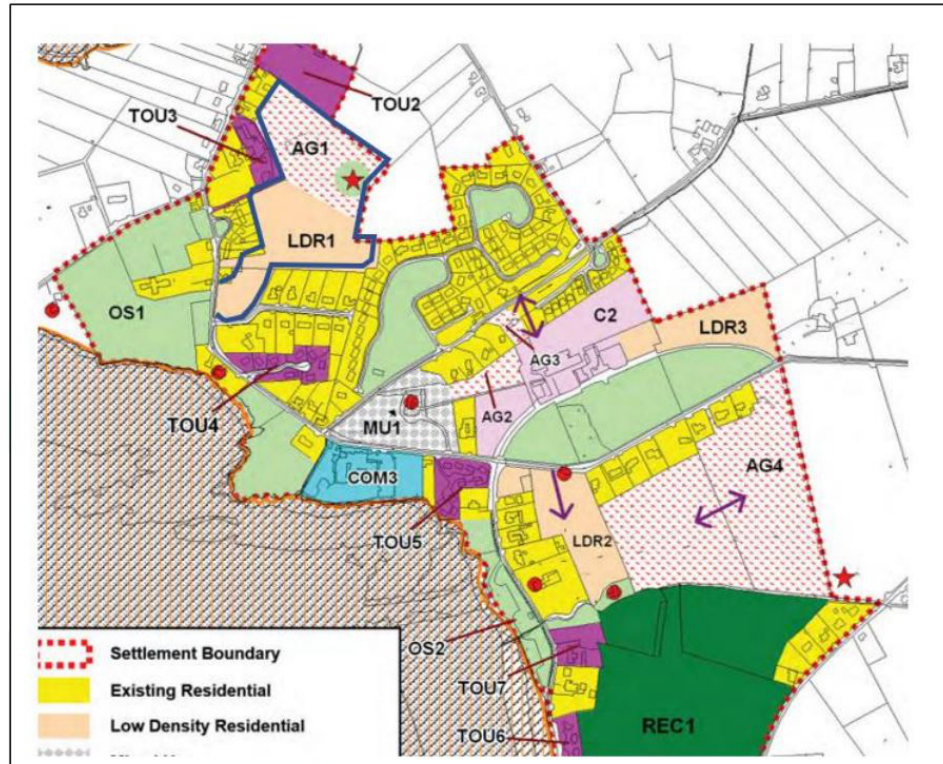 TOU2
TOU3
AG1
LDR1
OS1
C2
LDR3
AG3
AG2
TOU4
MU1
AG4
COM3
TOU5
LDR2
OS2
TOU7
TOU6
REC1
Settlement Boundary
Existing Residential
Low Density Residential